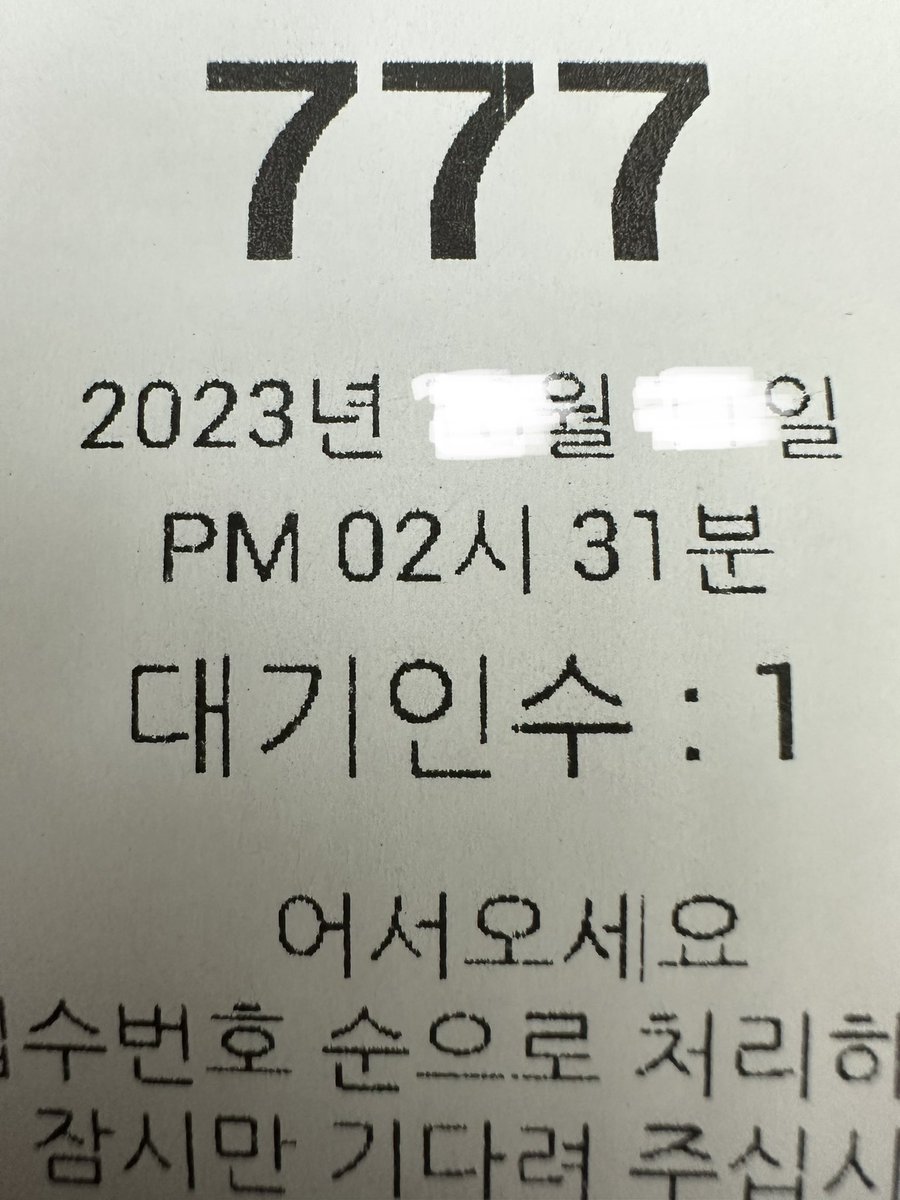 777
2023년 월 일
PM 02시 31분
대기인수 : 1
어서오세요
수번호 순으로 처리하
잠시만 기다려 주십시